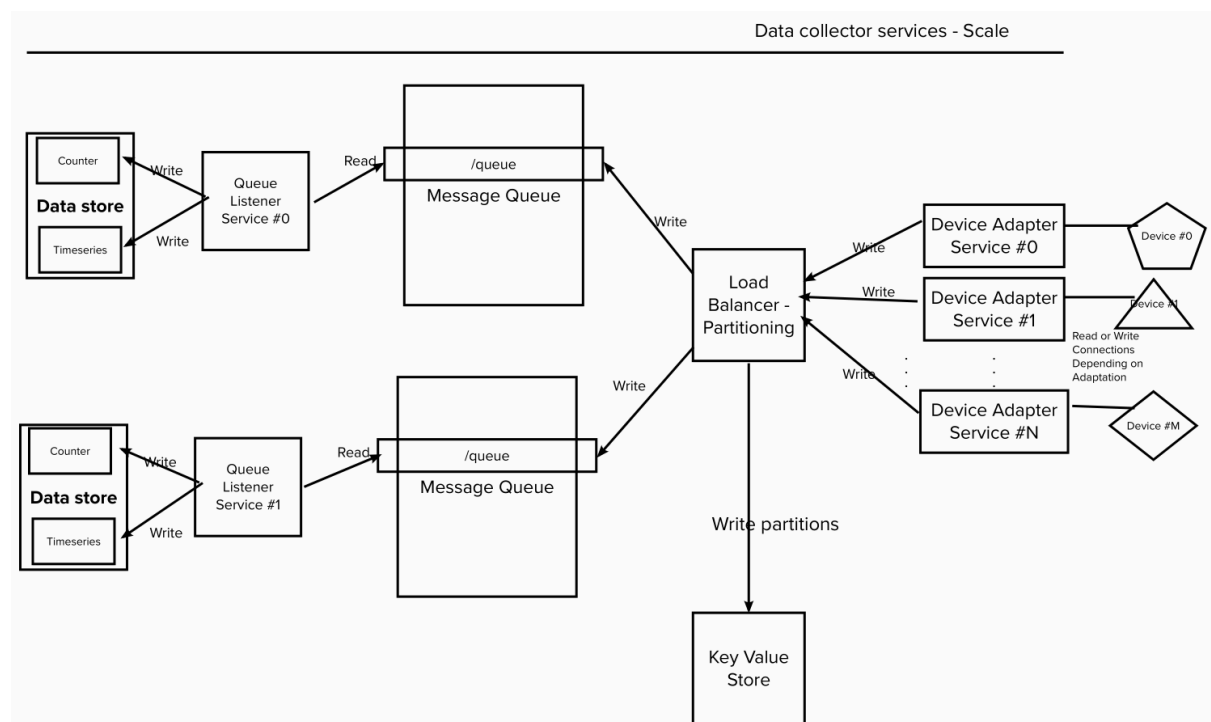 Data collector services - Scale
Counter
Data store
Timeseries
Write
Write
Queue
Listener
Service #0
Read
/queue
Message Queue
Write
Load
Balancer -
Partitioning
Write
Write
Write
Device Adapter
Service #0
Device #0
Device Adapter
Service #1
Device #1
Read or Write
Connections
Depending on
Adaptation
Device Adapter
Service #N
Device #M
Counter
Data store
Timeseries
Write
Write
Queue
Listener
Service #1
Read
/queue
Message Queue
Write
Write partitions
Key Value
Store